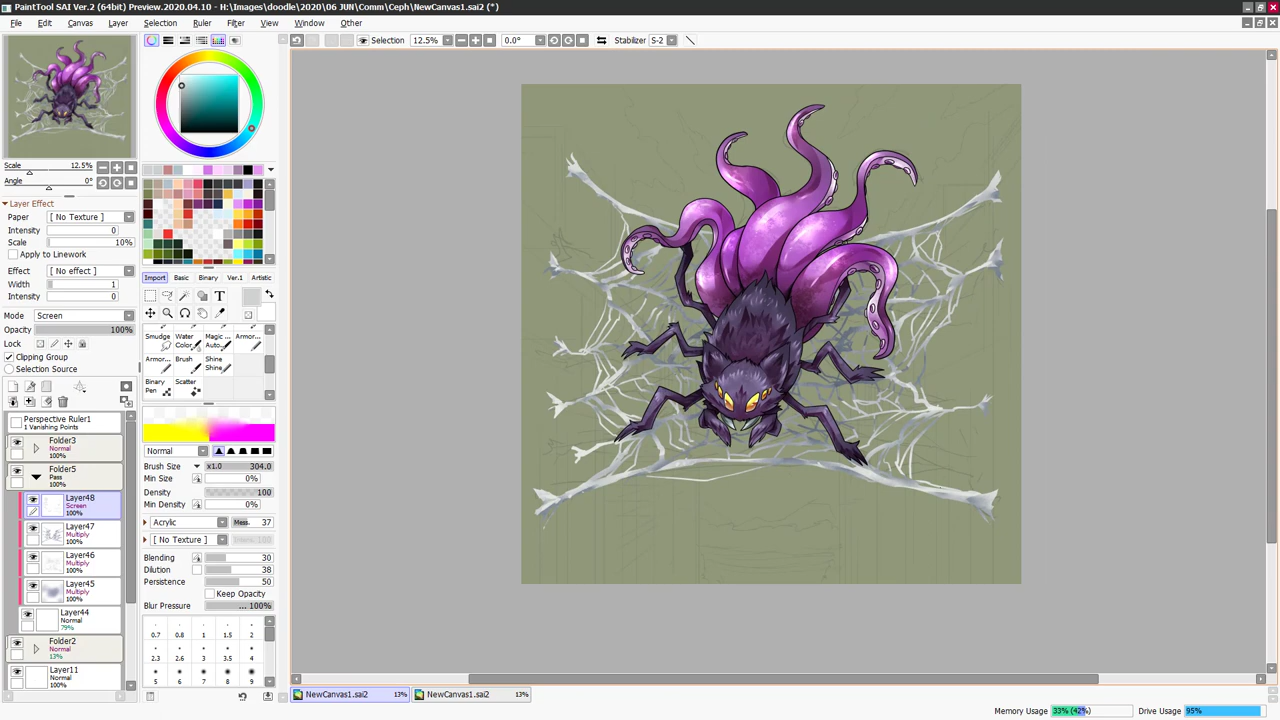 PaintTool SAI Ver.2 (64bit) Preview.2020.04.10 - H:\Images\doodle\2020\06 JUN\Comm\Ceph\NewCanvas1.sai2 (*)
File Edit Canvas Layer Selection Ruler Filter View Window Other
Selection 12.5% 0.0° Stabilizer S-2
Scale 12.5%
Angle 0°
Layer Effect
Paper [ No Texture ]
Intensity 0
Scale 10%
Apply to Linework
Effect [ No effect ]
Width 1
Intensity 0
Mode Screen
Opacity 100%
Lock
Clipping Group
Selection Source
Perspective Ruler1
1 Vanishing Points
Folder3
Normal
100%
Folder5
Pass
100%
Layer48
Screen
100%
Layer47
Multiply
100%
Layer46
Multiply
100%
Layer45
Multiply
100%
Layer44
Normal
79%
Folder2
Normal
13%
Layer11
Normal
100%
Import Basic Binary Ver.1 Artistic
T
Smudge Water Color Magic ... Auto... Armor...
Armor... Brush Shine Shine
Binary Pen Scatter
Normal
Brush Size x1.0 304.0
Min Size 0%
Density 100
Min Density 0%
Acrylic Mess. 37
[ No Texture ]
Blending 30
Dilution 38
Persistence 50
Keep Opacity
Blur Pressure ... 100%
0.7 0.8 1 1.5 2
2.3 2.6 3 3.5 4
5 6 7 8 9
NewCanvas1.sai2 13% NewCanvas1.sai2 13%
Memory Usage 33% (42%) Drive Usage 95%